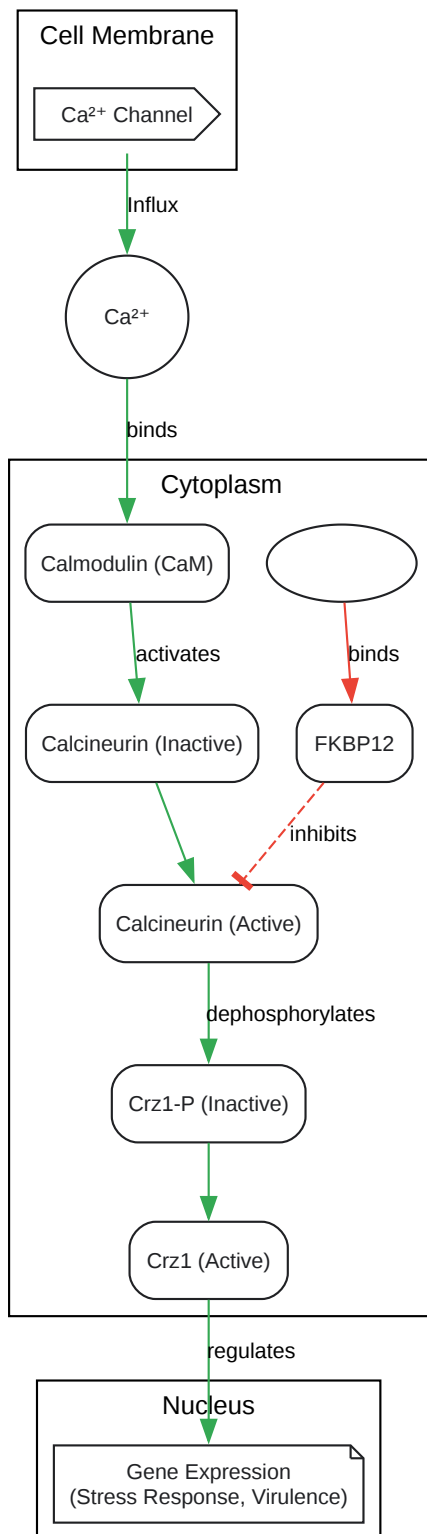 Cell Membrane
Ca²⁺ Channel
Influx
Ca²⁺
binds
Cytoplasm
Calmodulin (CaM)
activates
binds
Calcineurin (Inactive)
FKBP12
inhibits
Calcineurin (Active)
dephosphorylates
Crz1-P (Inactive)
Crz1 (Active)
regulates
Nucleus
Gene Expression
(Stress Response, Virulence)